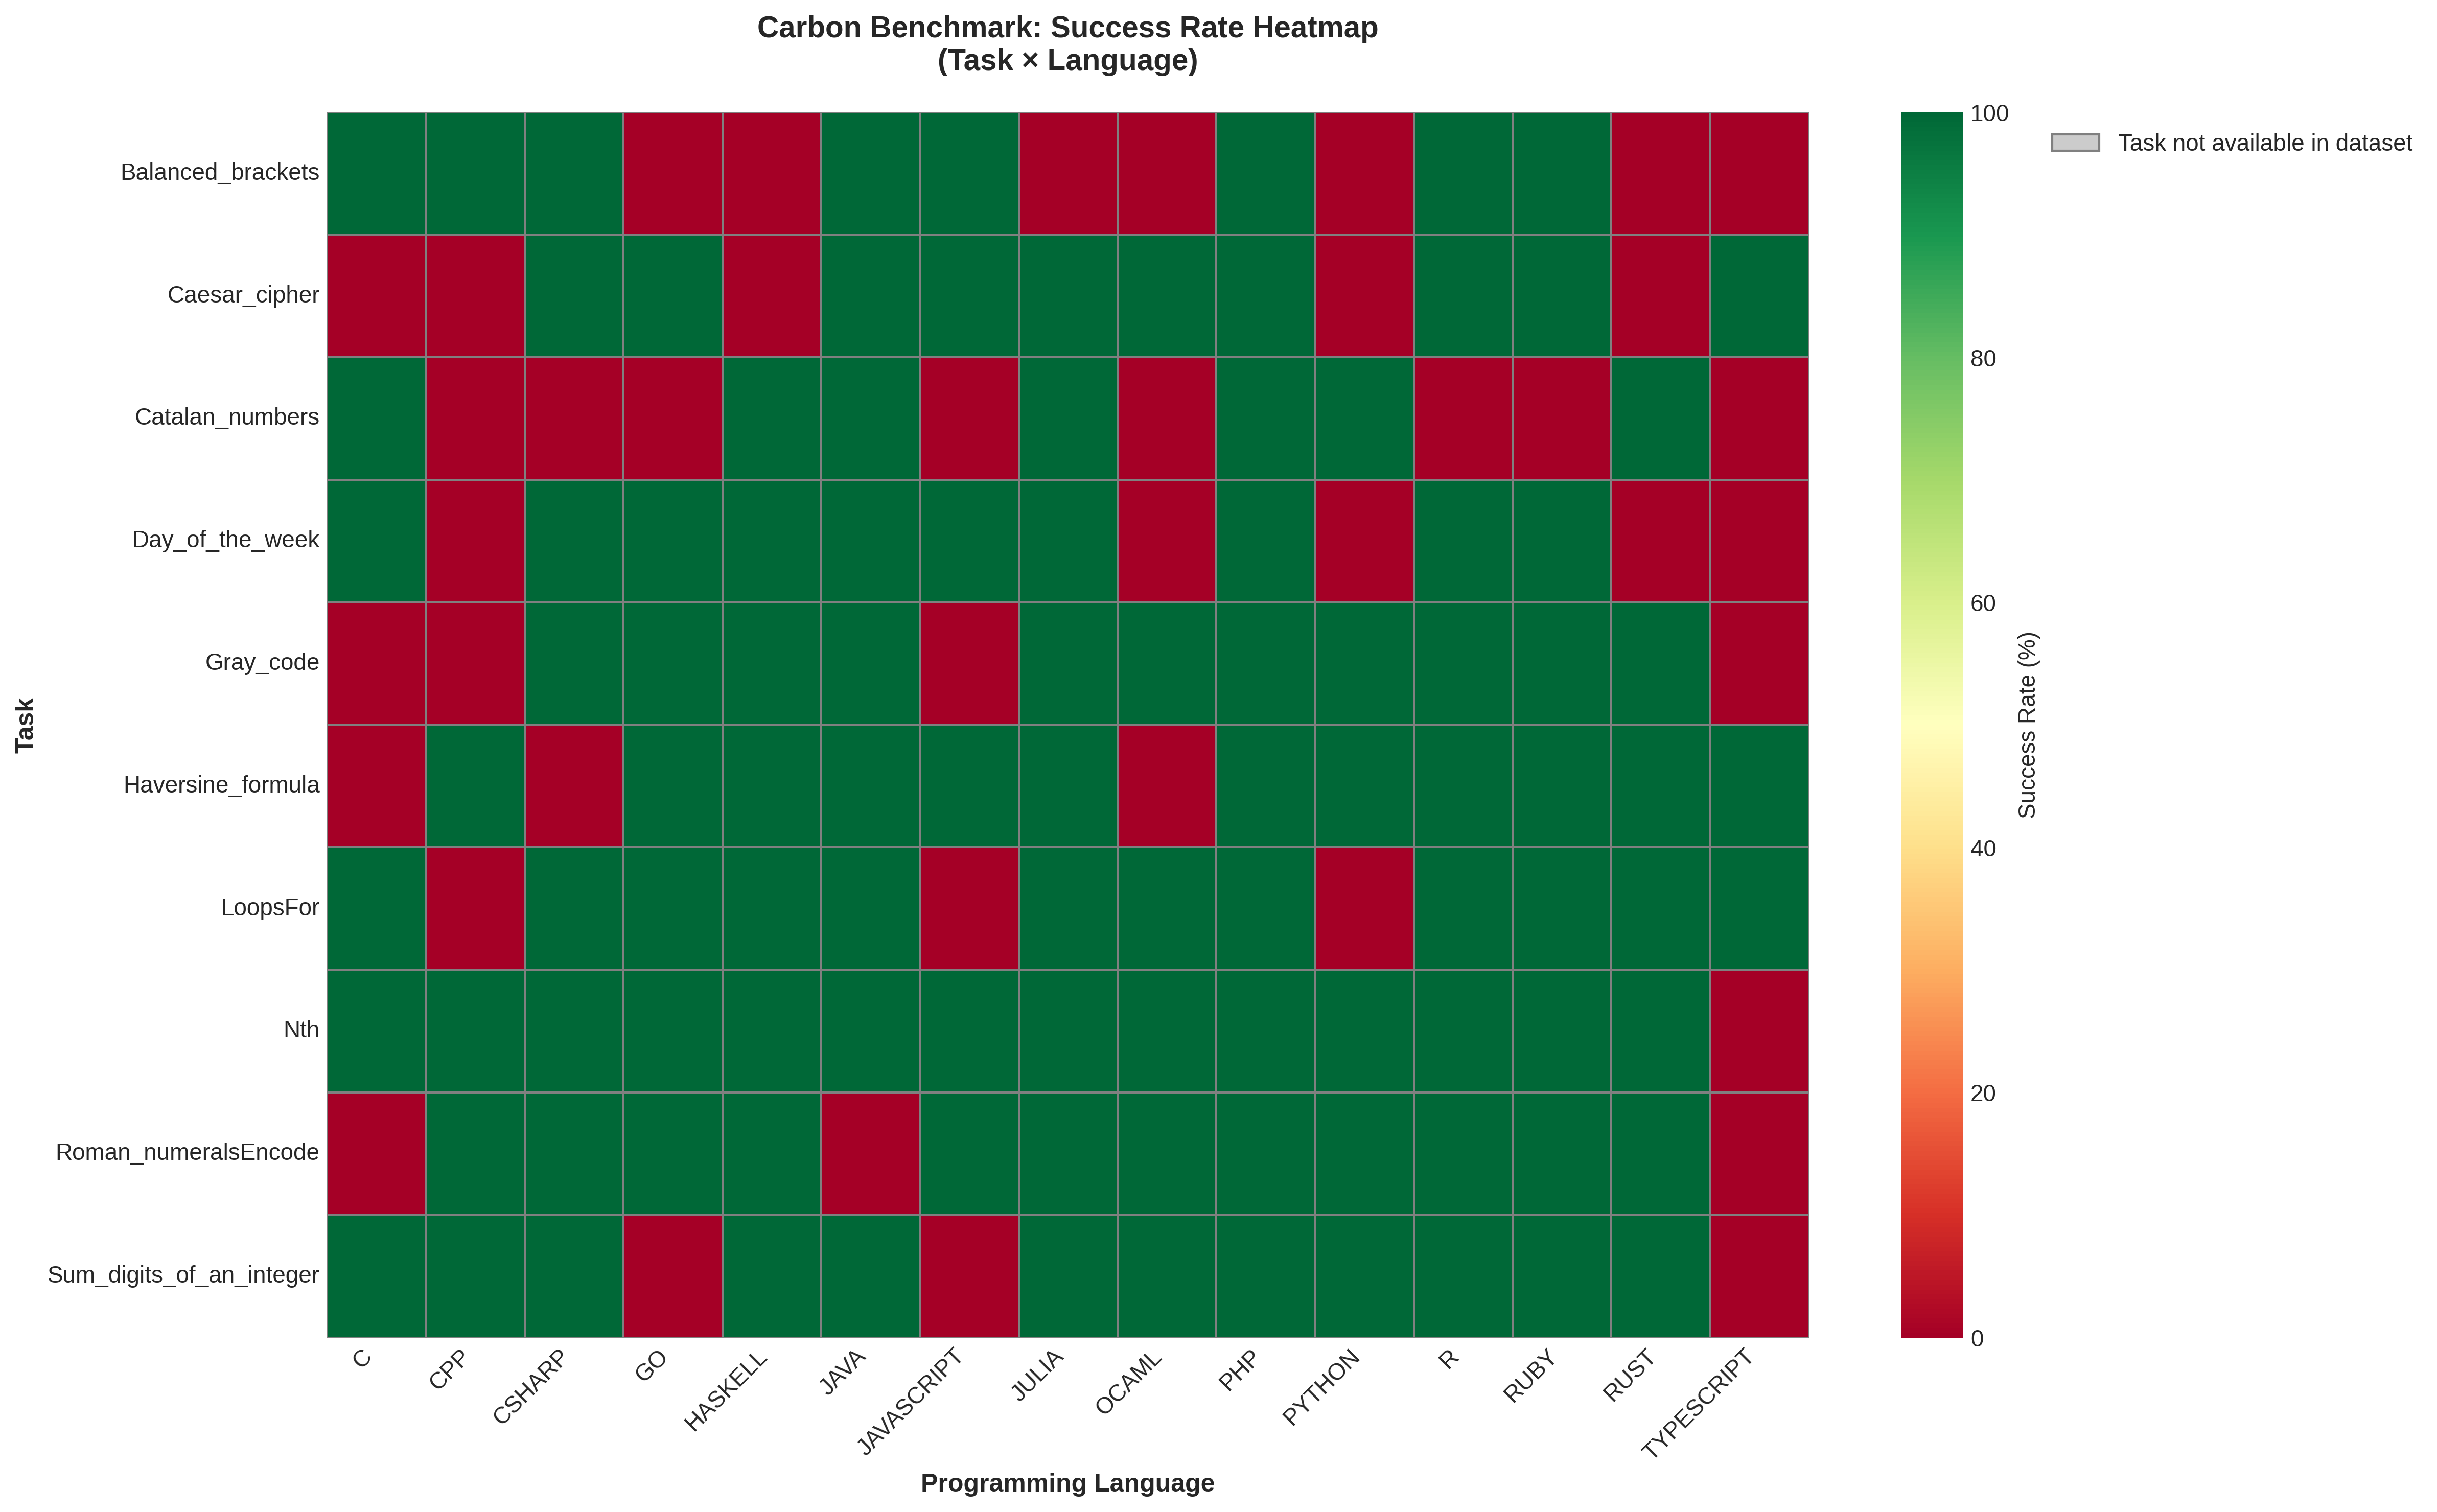 Carbon Benchmark: Success Rate Heatmap
(Task × Language)
Task
Balanced_brackets
Caesar_cipher
Catalan_numbers
Day_of_the_week
Gray_code
Haversine_formula
LoopsFor
Nth
Roman_numeralsEncode
Sum_digits_of_an_integer
C
CPP
CSHARP
GO
HASKELL
JAVA
JAVASCRIPT
JULIA
OCAML
PHP
PYTHON
R
RUBY
RUST
TYPESCRIPT
Programming Language
100
80
60
40
20
0
Success Rate (%)
Task not available in dataset